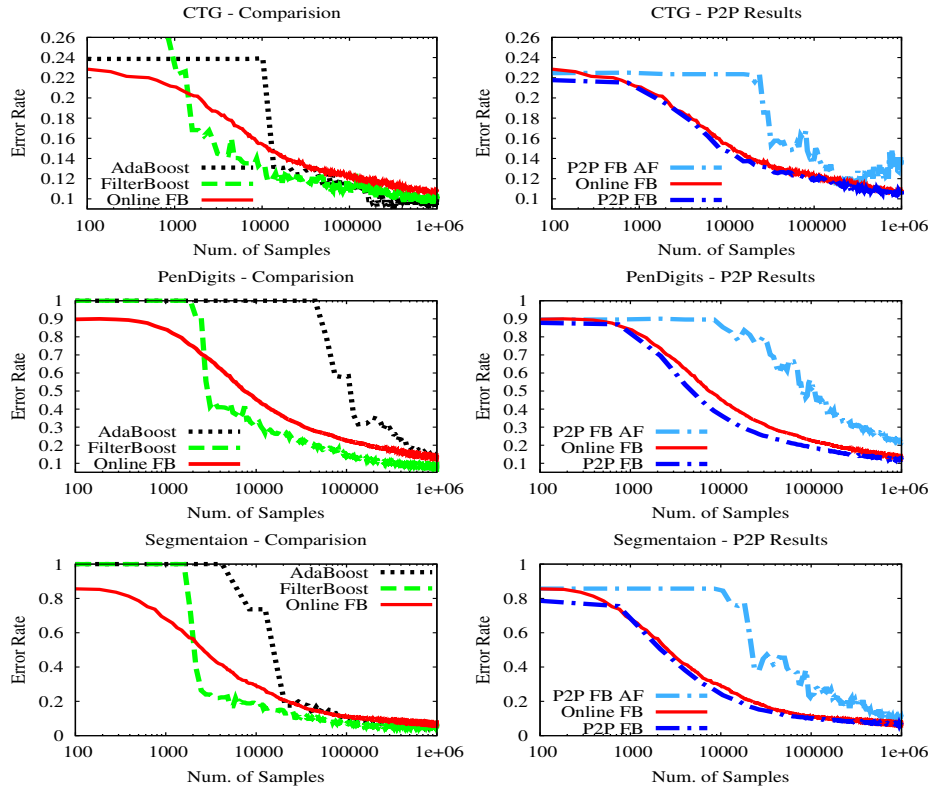 CTG - Comparision
0.26
0.24
0.22
0.2
0.18
0.16
0.14
0.12
0.1
Error Rate
AdaBoost
FilterBoost
Online FB
100
1000
10000
100000
1e+06
Num. of Samples
CTG - P2P Results
0.26
0.24
0.22
0.2
0.18
0.16
0.14
0.12
0.1
Error Rate
P2P FB AF
Online FB
P2P FB
100
1000
10000
100000
1e+06
Num. of Samples
PenDigits - Comparision
1
0.9
0.8
0.7
0.6
0.5
0.4
0.3
0.2
0.1
Error Rate
AdaBoost
FilterBoost
Online FB
100
1000
10000
100000
1e+06
Num. of Samples
PenDigits - P2P Results
1
0.9
0.8
0.7
0.6
0.5
0.4
0.3
0.2
0.1
Error Rate
P2P FB AF
Online FB
P2P FB
100
1000
10000
100000
1e+06
Num. of Samples
Segmentaion - Comparision
1
0.8
0.6
0.4
0.2
0
Error Rate
AdaBoost
FilterBoost
Online FB
100
1000
10000
100000
1e+06
Num. of Samples
Segmentaion - P2P Results
1
0.8
0.6
0.4
0.2
0
Error Rate
P2P FB AF
Online FB
P2P FB
100
1000
10000
100000
1e+06
Num. of Samples